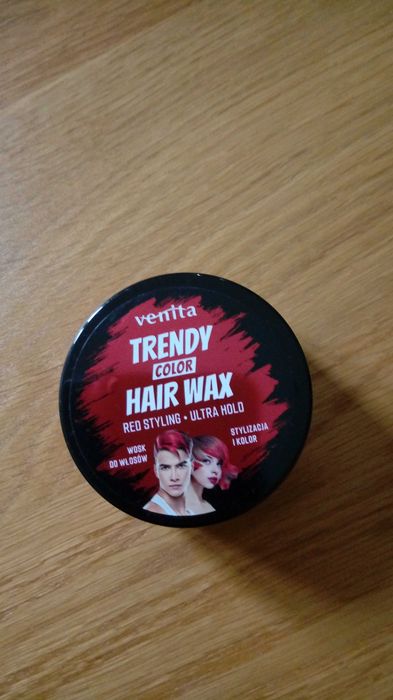 venita
TRENDY
COLOR
HAIR WAX
RED STYLING • ULTRA HOLD
WOSK
DO WŁOSÓW
STYLIZACJA
I KOLOR